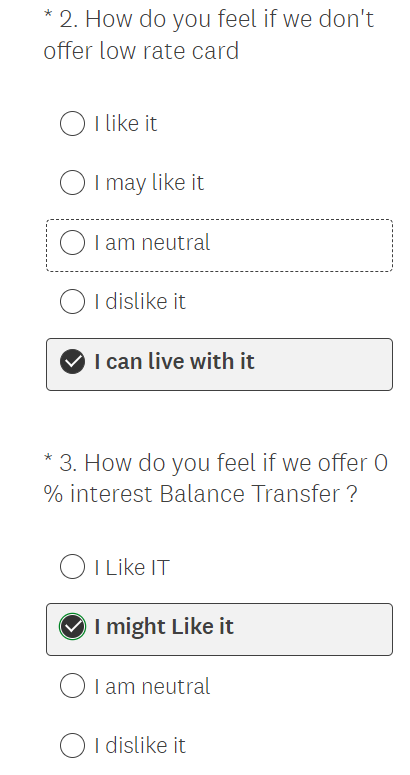 * 2. How do you feel if we don't
offer low rate card
I like it
I may like it
I am neutral
I dislike it
I can live with it
* 3. How do you feel if we offer 0
% interest Balance Transfer ?
I Like IT
I might Like it
I am neutral
I dislike it